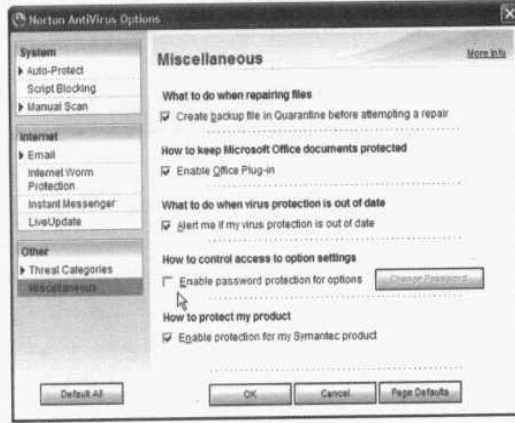 Norton AntiVirus Options
System
Auto-Protect
Script Blocking
Manual Scan
Internet
Email
Internet Worm
Protection
Instant Messenger
LiveUpdate
Other
Threat Categories
Miscellaneous
Miscellaneous
More Info
What to do when repairing files
Create backup file in Quarantine before attempting a repair
How to keep Microsoft Office documents protected
Enable Office Plug-in
What to do when virus protection is out of date
Alert me if my virus protection is out of date
How to control access to option settings
Enable password protection for options
Change Password
How to protect my product
Enable protection for my Symantec product
Default All
OK
Cancel
Page Defaults